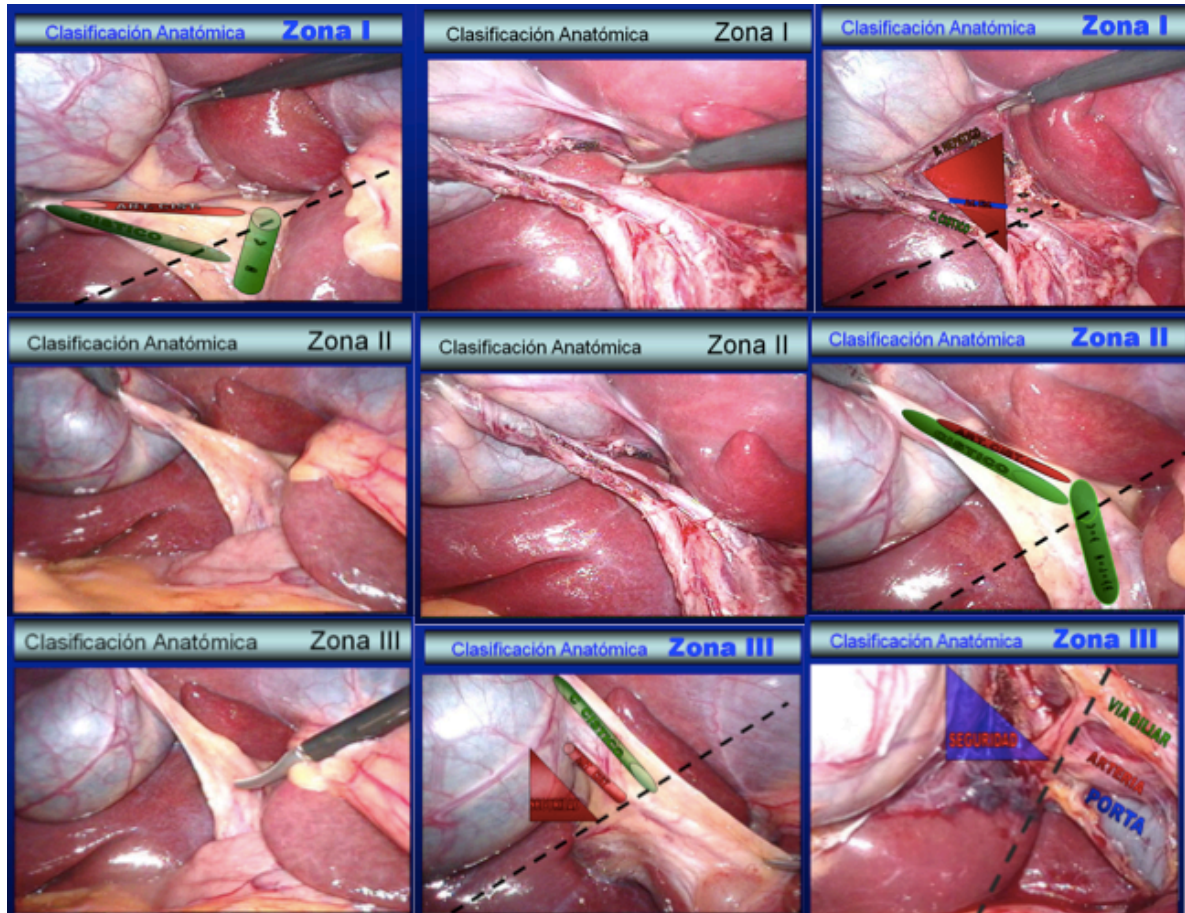 Clasificación Anatómica Zona I
Clasificación Anatómica Zona I
Clasificación Anatómica Zona I
CISTICO
C. CISTICO
Clasificación Anatómica Zona II
Clasificación Anatómica Zona II
Clasificación Anatómica Zona II
CISTICO
Clasificación Anatómica Zona III
Clasificación Anatómica Zona III
Clasificación Anatómica Zona III
C. CISTICO
SEGURIDAD
VIA BILIAR
ARTERIA
PORTA